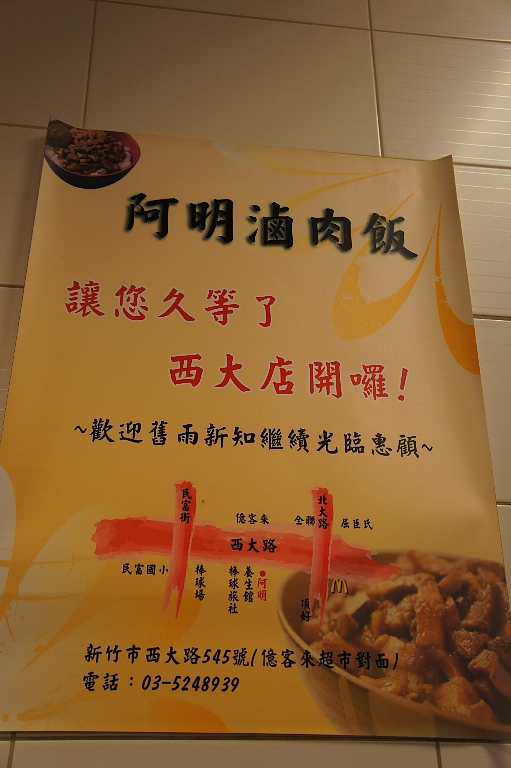 阿明滷肉飯
讓您久等了
西大店開囉!
~歡迎舊雨新知繼續光臨惠顧~
民富街
北大路
億客來
全聯
屈臣氏
西大路
民富國小
棒球場
棒球旅社
養生館
阿明
頂好
新竹市西大路545號(億客來超市對面)
電話：03-5248939